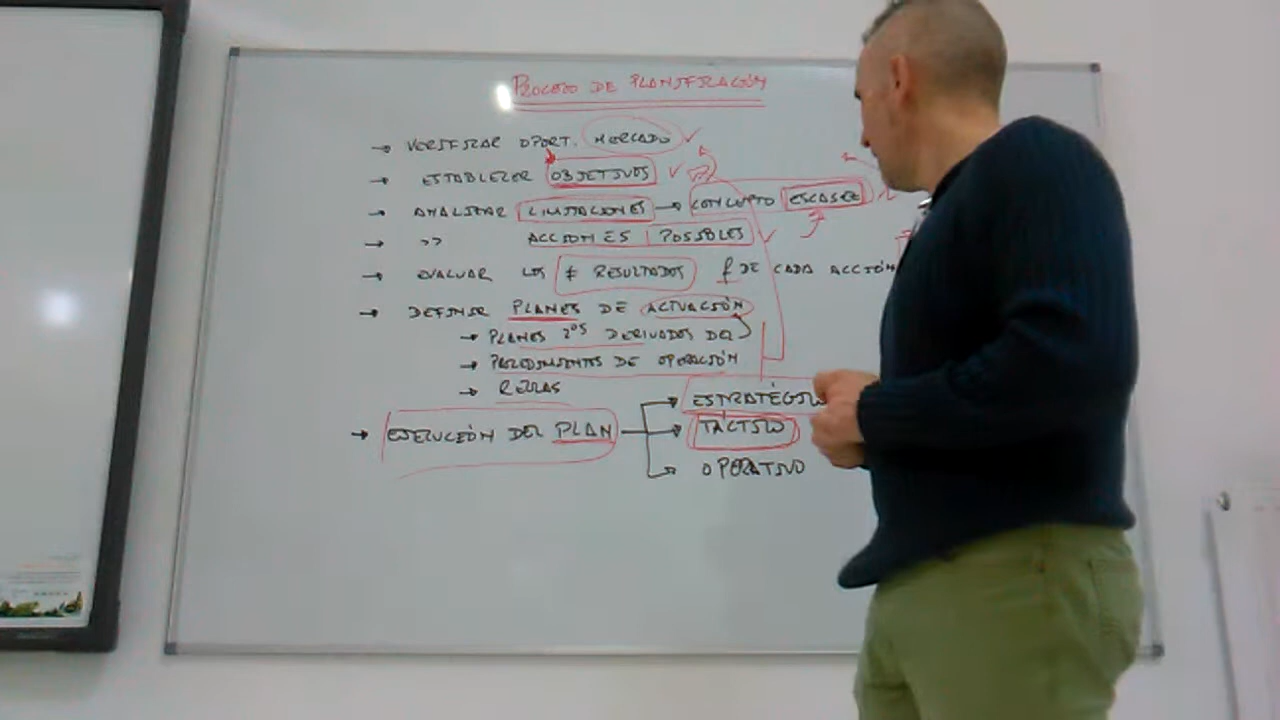 PROCESO DE PLANIFICACIÓN
→ VERIFICAR OPORT. MERCADO ✓
→ ESTABLECER OBJETIVOS ✓
→ ANALIZAR LIMITACIONES → CONCEPTO ESCASEZ
→ >> ACCIONES POSIBLES ✓
→ EVALUAR LOS ≠ RESULTADOS f DE CADA ACCIÓN
→ DEFINIR PLANES DE ACTUACIÓN
→ PLANES 2ºS DERIVADOS DEL
→ PROCEDIMIENTOS DE OPERACIÓN
→ REGLAS
→ EJECUCIÓN DEL PLAN
→ ESTRATÉGICO
→ TÁCTICO
→ OPERATIVO